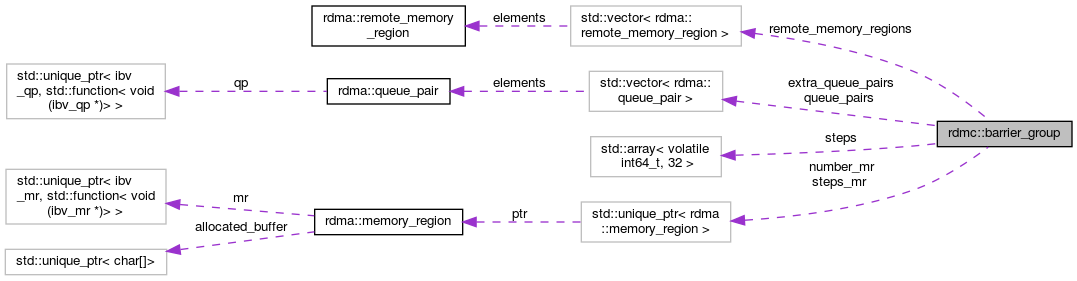 rdma::remote_memory
_region
elements
std::vector< rdma::
remote_memory_region >
remote_memory_regions
std::unique_ptr< ibv
_qp, std::function< void
(ibv_qp *)> >
qp
rdma::queue_pair
elements
std::vector< rdma::
queue_pair >
extra_queue_pairs
queue_pairs
rdmc::barrier_group
std::array< volatile
int64_t, 32 >
steps
number_mr
steps_mr
std::unique_ptr< ibv
_mr, std::function< void
(ibv_mr *)> >
mr
rdma::memory_region
ptr
std::unique_ptr< rdma
::memory_region >
allocated_buffer
std::unique_ptr< char[]>